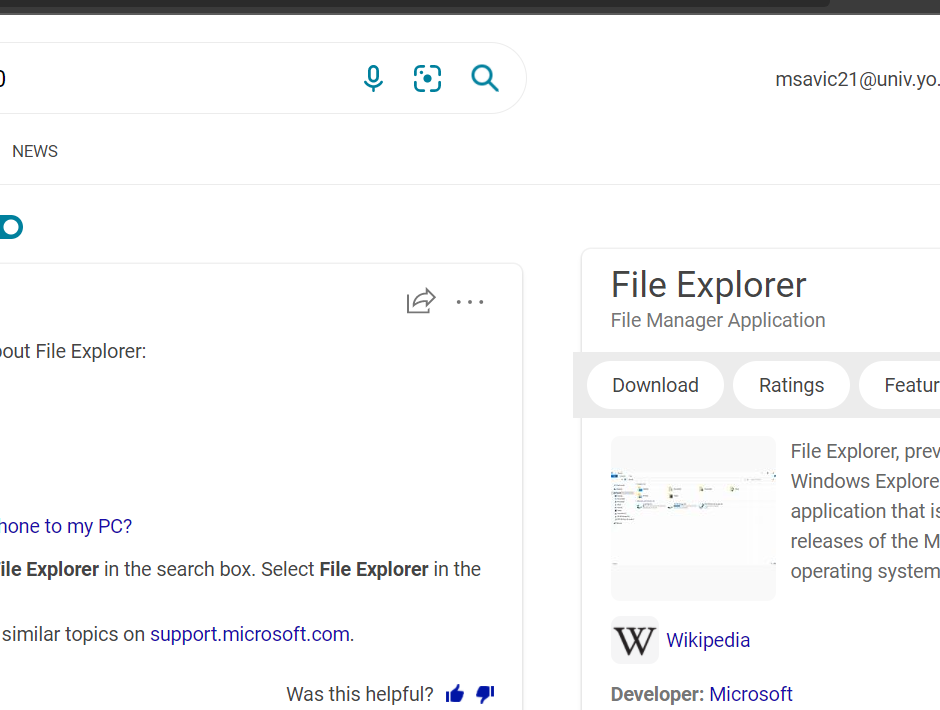 0
msavic21@univ.yo.
NEWS
out File Explorer:
hone to my PC?
ile Explorer in the search box. Select File Explorer in the
similar topics on support.microsoft.com.
Was this helpful?
File Explorer
File Manager Application
Download Ratings Featur
File Explorer, prev
Windows Explore
application that is
releases of the M
operating system
W Wikipedia
Developer: Microsoft